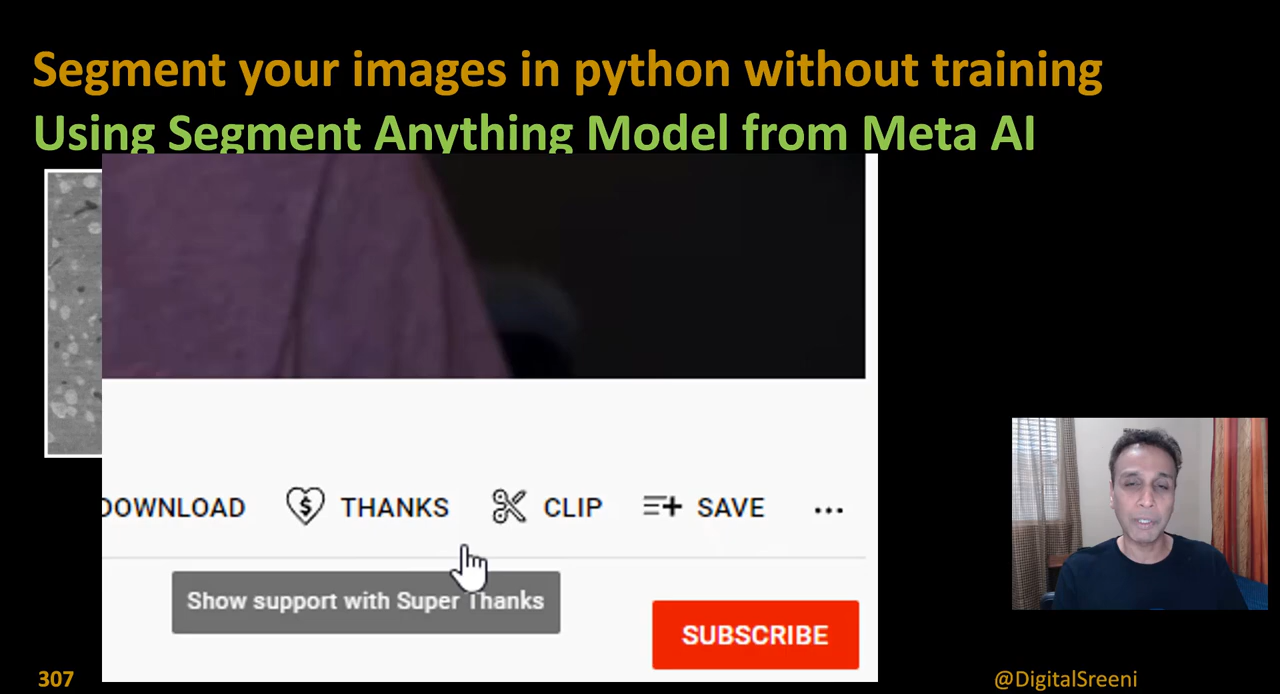 Segment your images in python without training
Using Segment Anything Model from Meta AI
DOWNLOAD THANKS CLIP SAVE ...
Show support with Super Thanks
SUBSCRIBE
307
@DigitalSreeni